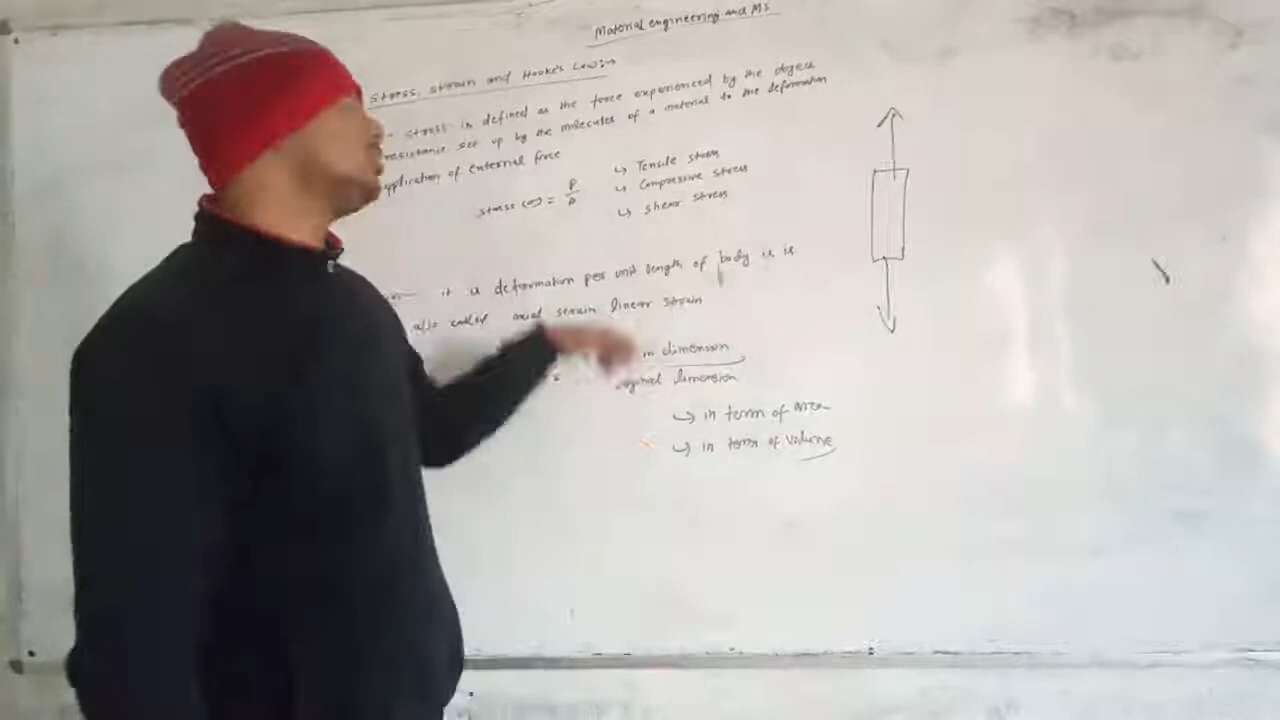 Material engineering and MS
Stress, strain and Hooke's Law:→
- stress is defined as the force experienced by the object
resistance set up by the molecules of a material to the deformation
application of external force
stress (σ) = P/A
↳ Tensile stress
↳ Compressive stress
↳ shear stress
it is deformation per unit length of body it is
also called axial strain linear strain
in dimension
original dimension
↳ in term of area
↳ in term of volume